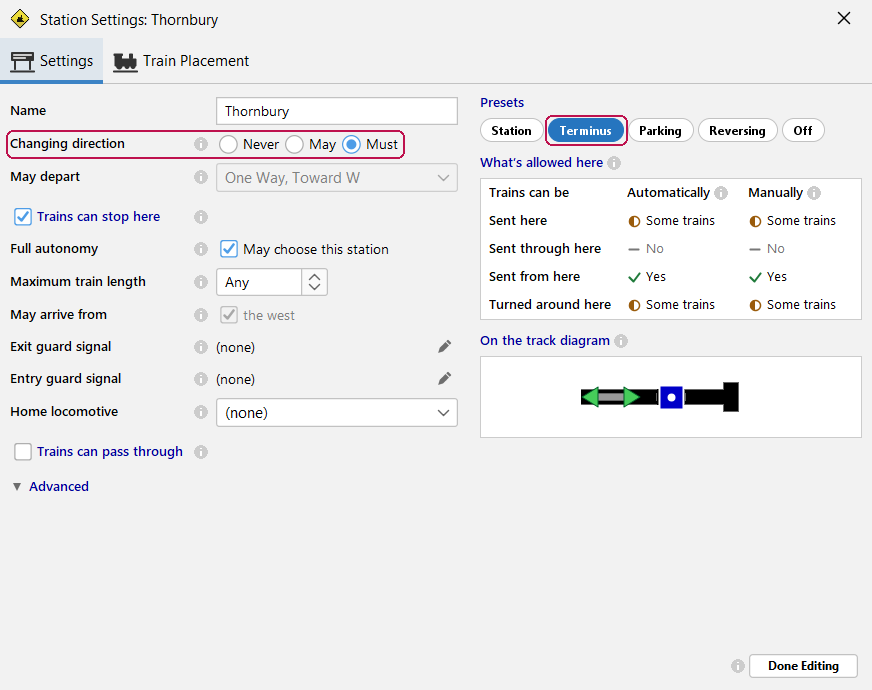 Station Settings: Thornbury
Settings
Train Placement
Name
Thornbury
Changing direction
Never
May
Must
May depart
One Way, Toward W
Trains can stop here
Full autonomy
May choose this station
Maximum train length
Any
May arrive from
the west
Exit guard signal
(none)
Entry guard signal
(none)
Home locomotive
(none)
Trains can pass through
Advanced
Presets
Station
Terminus
Parking
Reversing
Off
What's allowed here
Trains can be Automatically Manually
Sent here Some trains Some trains
Sent through here No No
Sent from here Yes Yes
Turned around here Some trains Some trains
On the track diagram
Done Editing